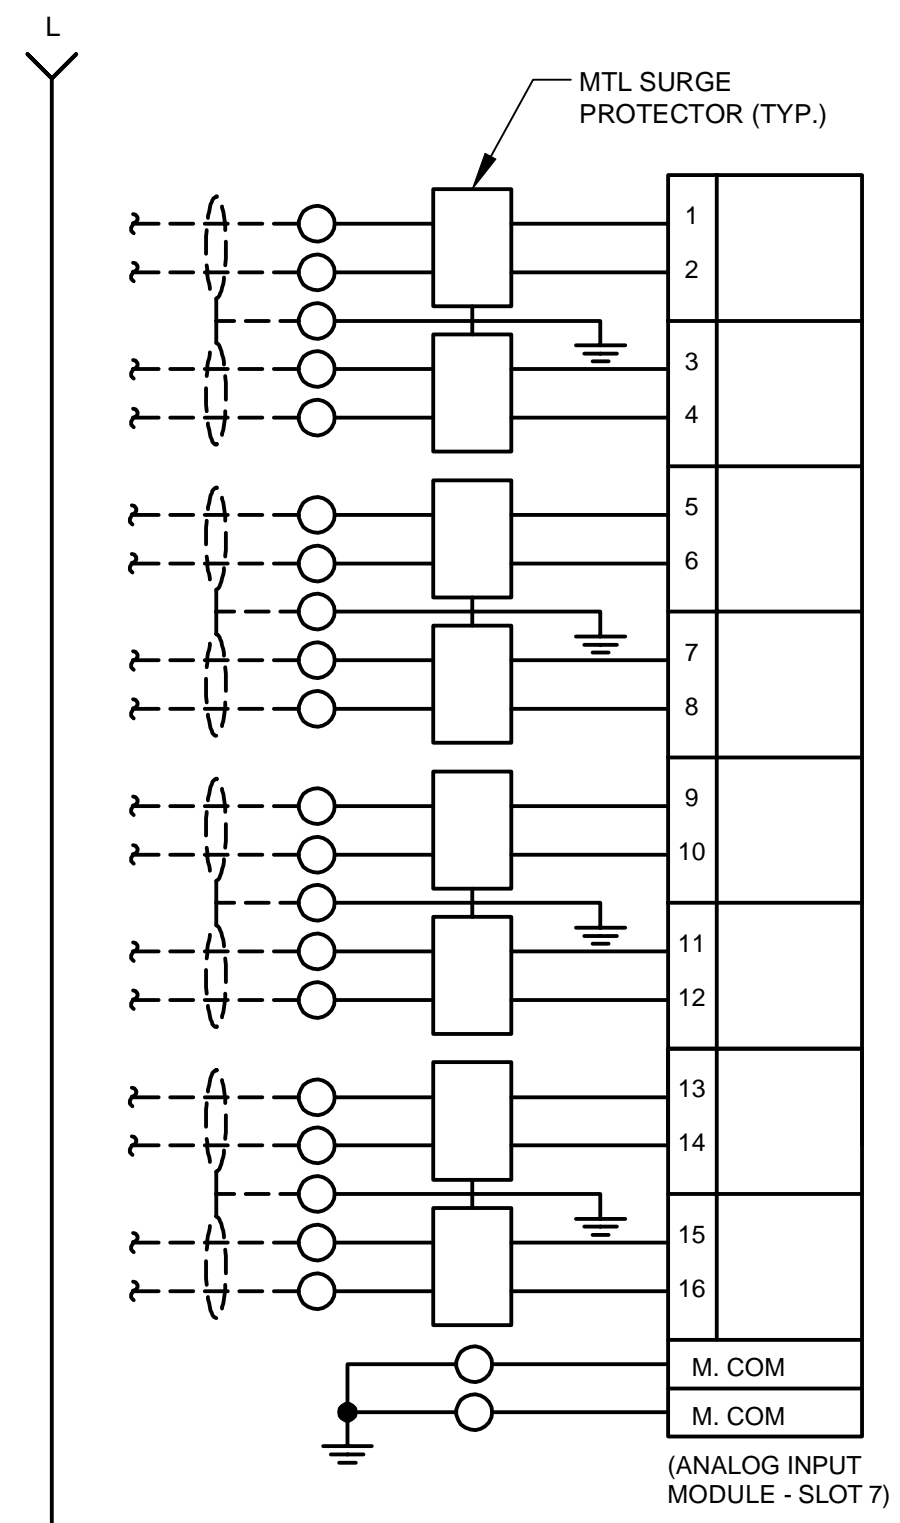 L
MTL SURGE
PROTECTOR (TYP.)
1
2
3
4
5
6
7
8
9
10
11
12
13
14
15
16
M. COM
M. COM
(ANALOG INPUT
MODULE - SLOT 7)